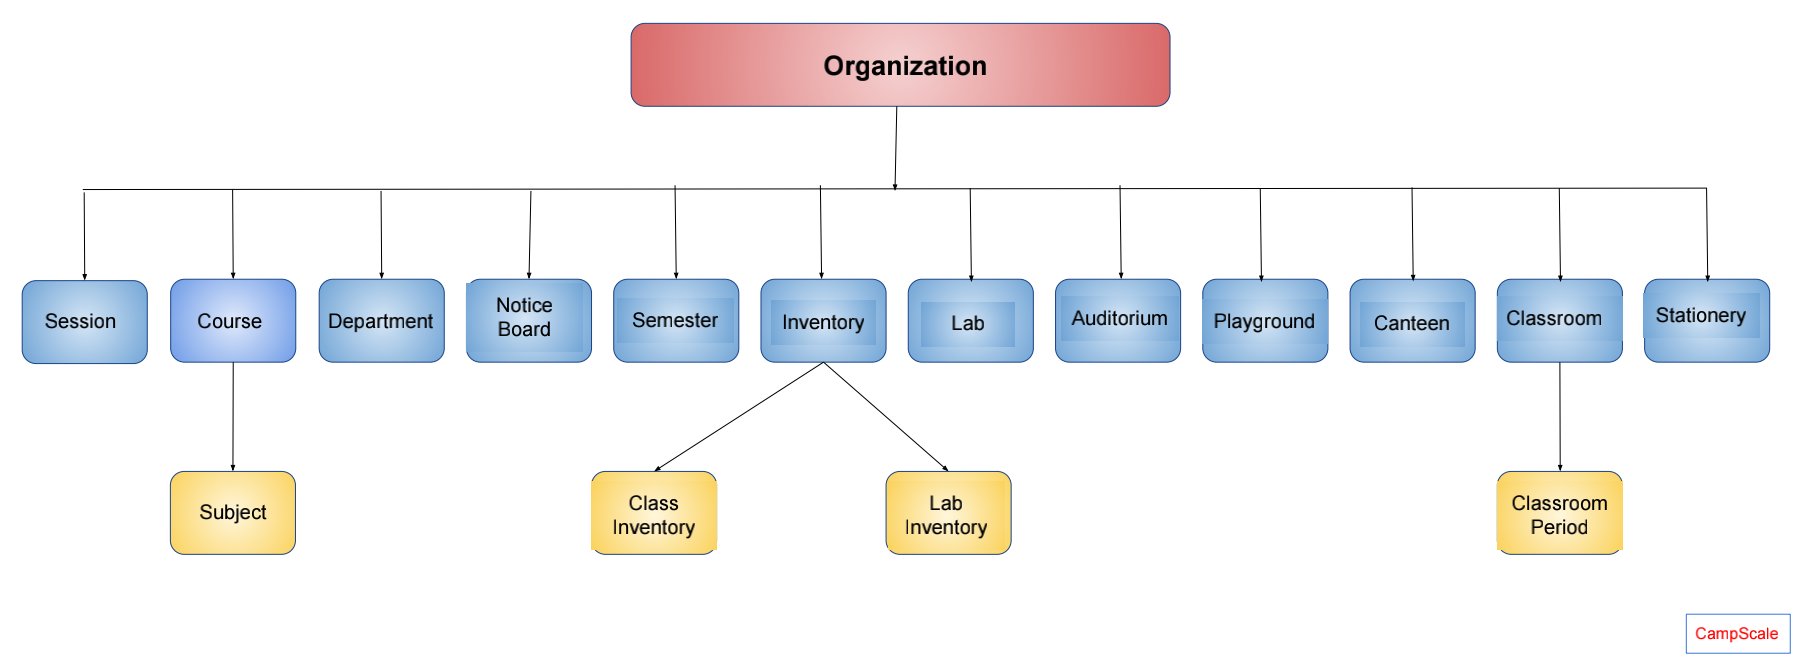 Organization
Session
Course
Department
Notice
Board
Semester
Inventory
Lab
Auditorium
Playground
Canteen
Classroom
Stationery
Subject
Class
Inventory
Lab
Inventory
Classroom
Period
CampScale